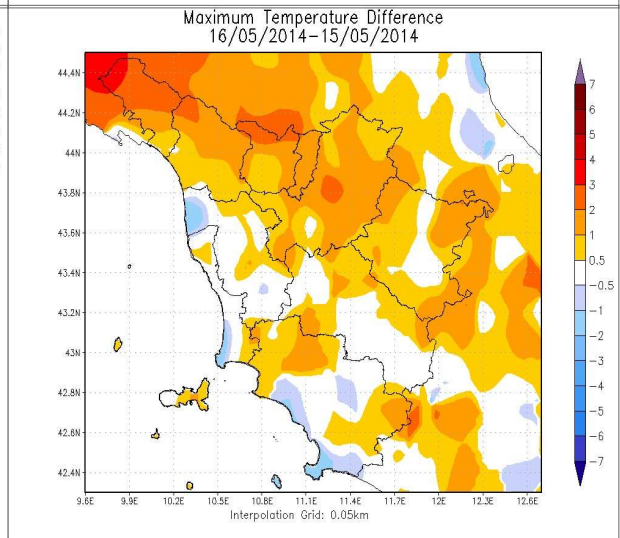 Maximum Temperature Difference
16/05/2014-15/05/2014
44.4N
44.2N
44N
43.8N
43.6N
43.4N
43.2N
43N
42.8N
42.6N
42.4N
9.6E 9.9E 10.2E 10.5E 10.8E 11.1E 11.4E 11.7E 12E 12.3E 12.6E
Interpolation Grid: 0.05km
7
6
5
4
3
2
1
0.5
-0.5
-1
-2
-3
-4
-5
-6
-7